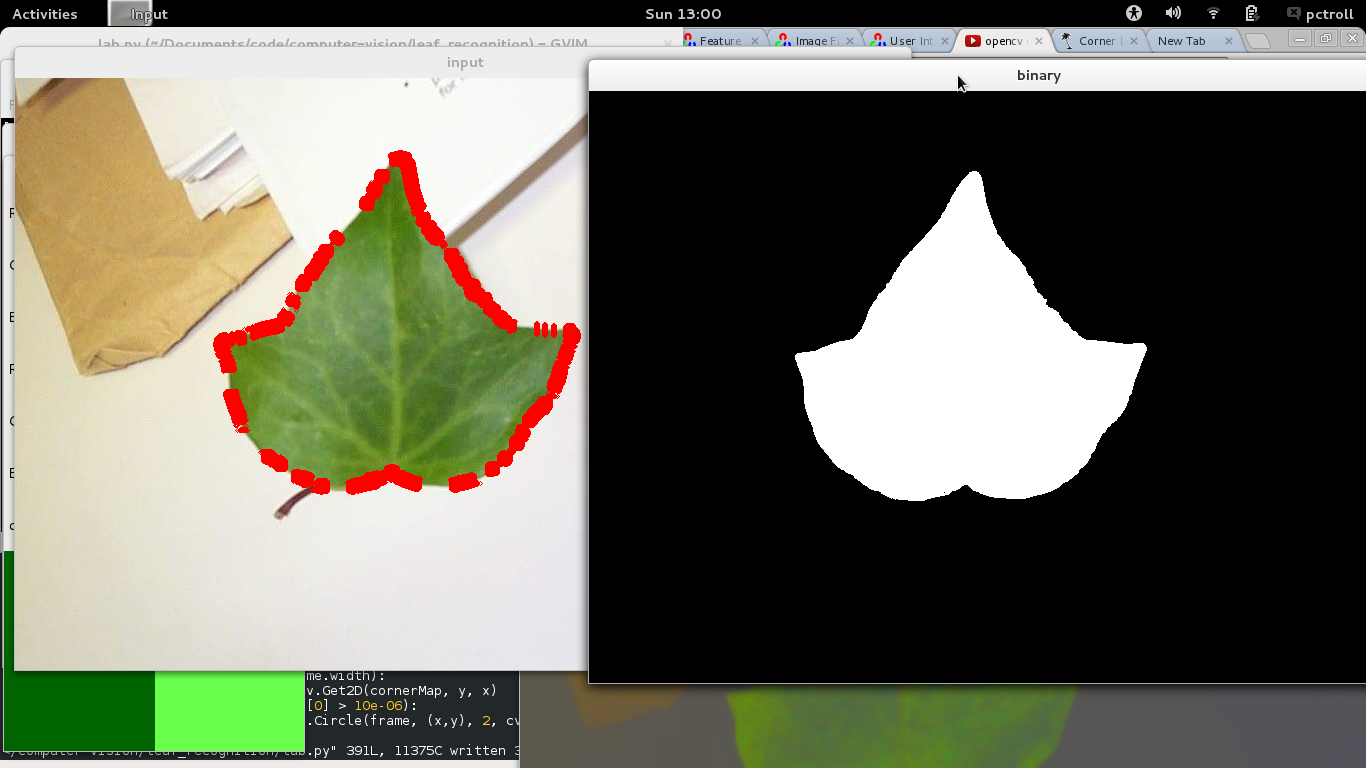 Activities
Input
Sun 13:00
pctroll
lab.py (~/Documents/code/computer-vision/leaf_recognition) - GVIM
Feature
Image Fi
User Int
opencv
Corner
New Tab
input
binary
for
me.width):
v.Get2D(cornerMap, y, x)
[0] > 10e-06):
.Circle(frame, (x,y), 2, cv
/computer-vision/leaf_recognition/lab.py" 391L, 11375C written